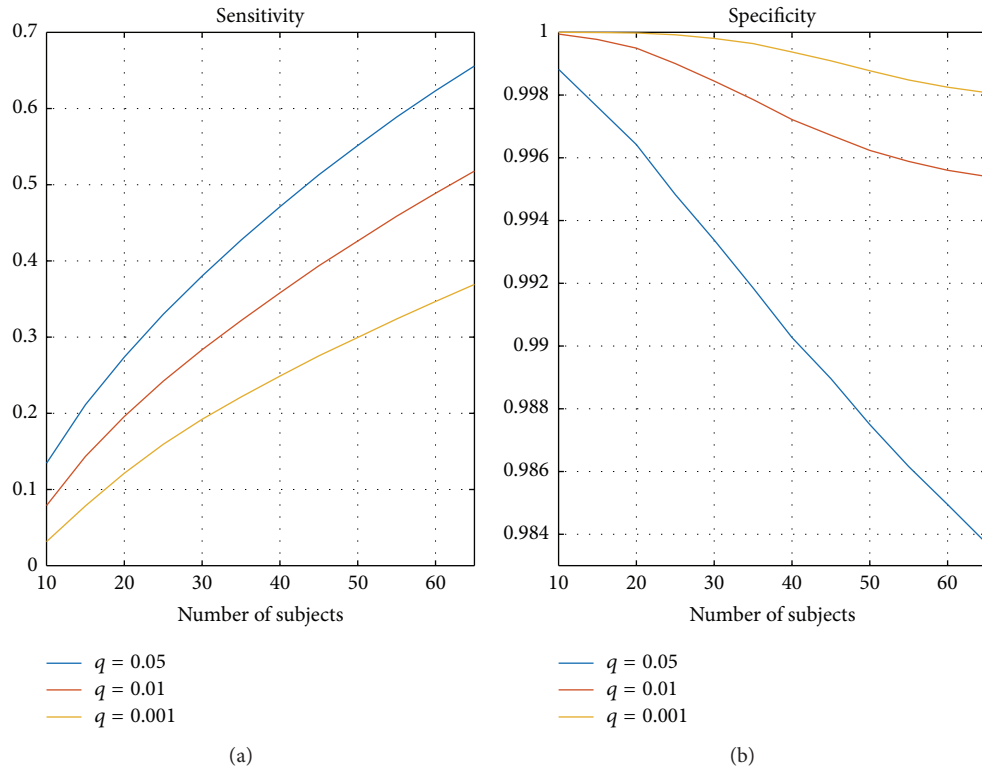 Sensitivity
0.7
0.6
0.5
0.4
0.3
0.2
0.1
0
10 20 30 40 50 60
Number of subjects
q = 0.05
q = 0.01
q = 0.001
(a)
Specificity
1
0.998
0.996
0.994
0.992
0.99
0.988
0.986
0.984
10 20 30 40 50 60
Number of subjects
q = 0.05
q = 0.01
q = 0.001
(b)